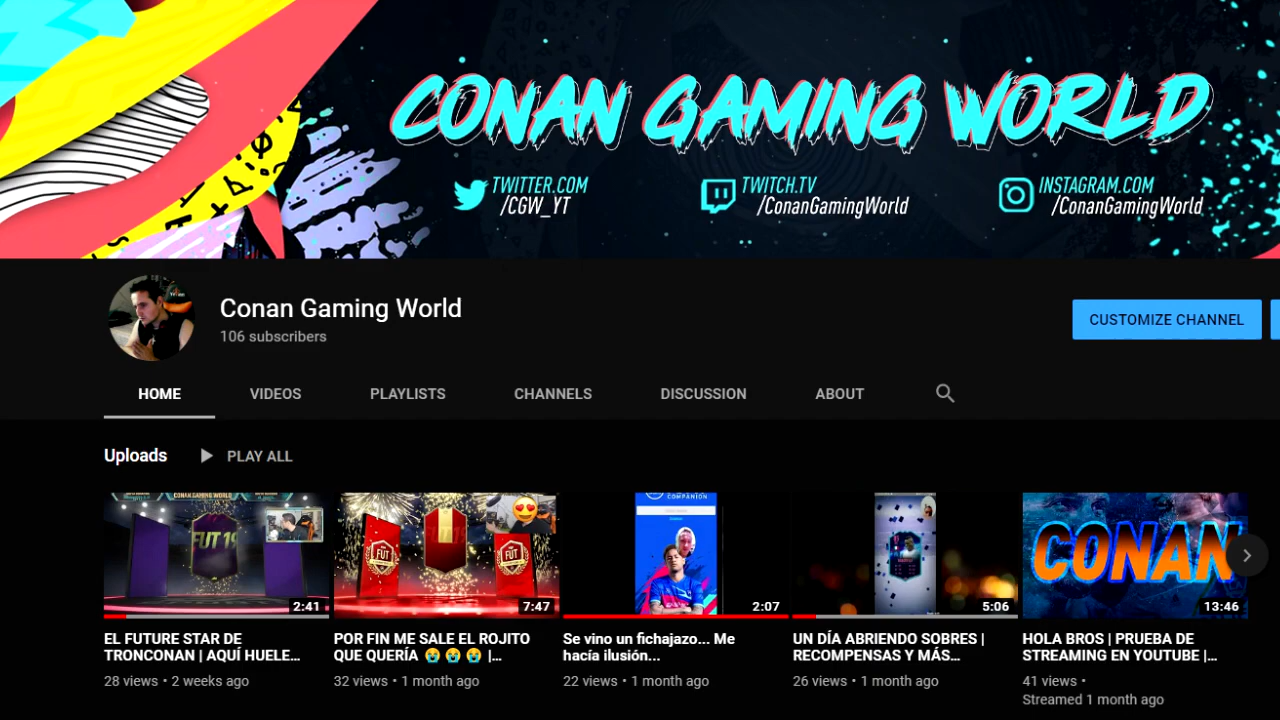 CONAN GAMING WORLD
TWITTER.COM
/CGW_YT
TWITCH.TV
/ConanGamingWorld
INSTAGRAM.COM
/ConanGamingWorld
Conan Gaming World
106 subscribers
CUSTOMIZE CHANNEL
HOME
VIDEOS
PLAYLISTS
CHANNELS
DISCUSSION
ABOUT
Uploads
PLAY ALL
CONAN GAMING WORLD
FUT 19
2:41
FUT
FUT
7:47
COMPANION
2:07
5:06
CONAN
13:46
EL FUTURE STAR DE
TRONCONAN | AQUÍ HUELE...
28 views • 2 weeks ago
POR FIN ME SALE EL ROJITO
QUE QUERÍA 😭 😭 😭 |...
32 views • 1 month ago
Se vino un fichajazo... Me
hacía ilusión...
22 views • 1 month ago
UN DÍA ABRIENDO SOBRES |
RECOMPENSAS Y MÁS...
26 views • 1 month ago
HOLA BROS | PRUEBA DE
STREAMING EN YOUTUBE |...
41 views •
Streamed 1 month ago